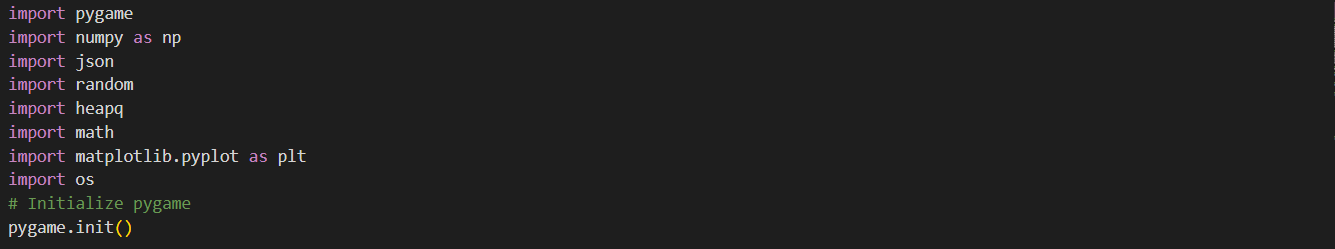 import pygame
import numpy as np
import json
import random
import heapq
import math
import matplotlib.pyplot as plt
import os
# Initialize pygame
pygame.init()